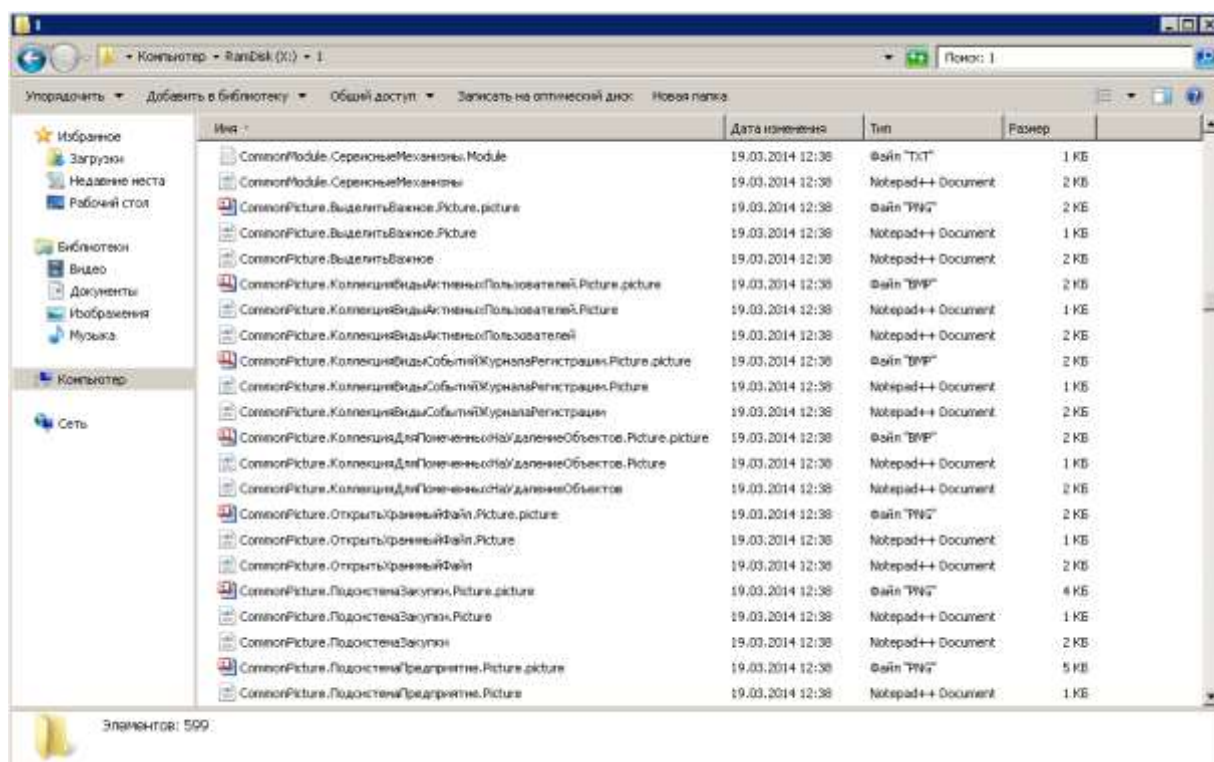 1
Компьютер RamDisk (X:) 1 Поиск: 1
Упорядочить Добавить в библиотеку Общий доступ Записать на оптический диск Новая папка
Избранное
Загрузки
Недавние места
Рабочий стол
Библиотеки
Видео
Документы
Изображения
Музыка
Компьютер
Сеть
Имя Дата изменения Тип Размер
CommonModule.СервисныеМеханизмы.Module 19.03.2014 12:38 Файл "TXT" 1 КБ
CommonModule.СервисныеМеханизмы 19.03.2014 12:38 Notepad++ Document 2 КБ
CommonPicture.ВыделитьВажное.Picture.picture 19.03.2014 12:38 Файл "PNG" 2 КБ
CommonPicture.ВыделитьВажное.Picture 19.03.2014 12:38 Notepad++ Document 1 КБ
CommonPicture.ВыделитьВажное 19.03.2014 12:38 Notepad++ Document 2 КБ
CommonPicture.КоллекцияВидыАктивныхПользователей.Picture.picture 19.03.2014 12:38 Файл "BMP" 2 КБ
CommonPicture.КоллекцияВидыАктивныхПользователей.Picture 19.03.2014 12:38 Notepad++ Document 1 КБ
CommonPicture.КоллекцияВидыАктивныхПользователей 19.03.2014 12:38 Notepad++ Document 2 КБ
CommonPicture.КоллекцияВидыСобытийЖурналаРегистрации.Picture.picture 19.03.2014 12:38 Файл "BMP" 2 КБ
CommonPicture.КоллекцияВидыСобытийЖурналаРегистрации.Picture 19.03.2014 12:38 Notepad++ Document 1 КБ
CommonPicture.КоллекцияВидыСобытийЖурналаРегистрации 19.03.2014 12:38 Notepad++ Document 2 КБ
CommonPicture.КоллекцияДляПомеченныхНаУдалениеОбъектов.Picture.picture 19.03.2014 12:38 Файл "BMP" 2 КБ
CommonPicture.КоллекцияДляПомеченныхНаУдалениеОбъектов.Picture 19.03.2014 12:38 Notepad++ Document 1 КБ
CommonPicture.КоллекцияДляПомеченныхНаУдалениеОбъектов 19.03.2014 12:38 Notepad++ Document 2 КБ
CommonPicture.ОткрытьХранимыйФайл.Picture.picture 19.03.2014 12:38 Файл "PNG" 2 КБ
CommonPicture.ОткрытьХранимыйФайл.Picture 19.03.2014 12:38 Notepad++ Document 1 КБ
CommonPicture.ОткрытьХранимыйФайл 19.03.2014 12:38 Notepad++ Document 2 КБ
CommonPicture.ПодсистемаЗакупки.Picture.picture 19.03.2014 12:38 Файл "PNG" 4 КБ
CommonPicture.ПодсистемаЗакупки.Picture 19.03.2014 12:38 Notepad++ Document 1 КБ
CommonPicture.ПодсистемаЗакупки 19.03.2014 12:38 Notepad++ Document 2 КБ
CommonPicture.ПодсистемаПредприятие.Picture.picture 19.03.2014 12:38 Файл "PNG" 5 КБ
CommonPicture.ПодсистемаПредприятие.Picture 19.03.2014 12:38 Notepad++ Document 1 КБ
Элементов: 599